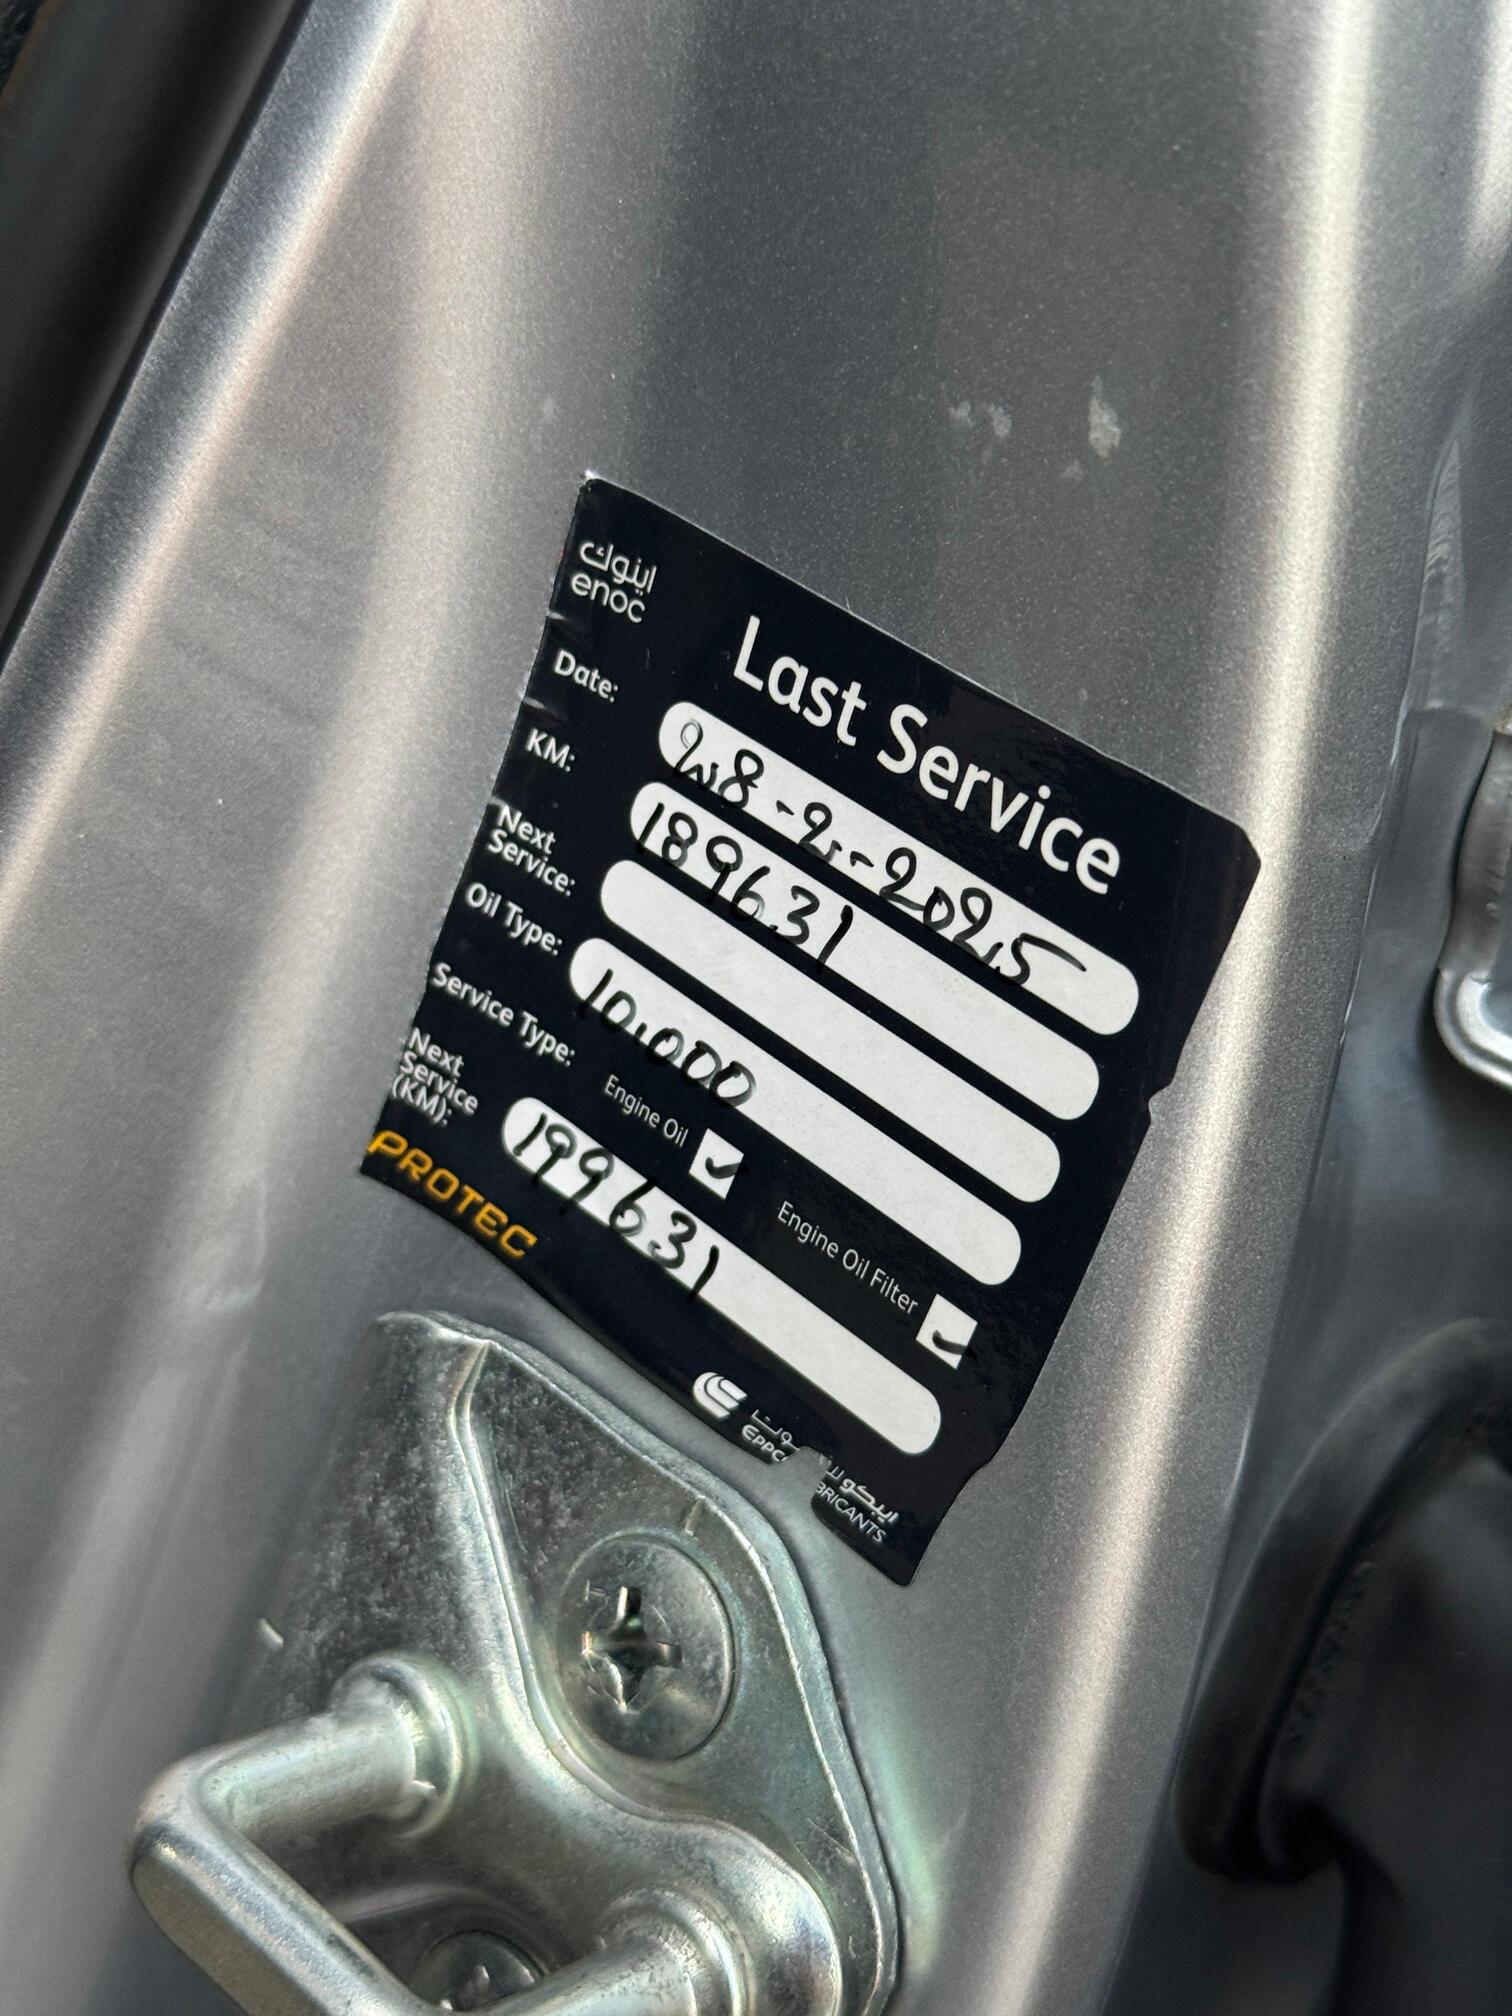 اينوك
enoc
Last Service
Date: 28-2-2025
KM: 189631
Next Service:
Oil Type: 10.000
Service Type: Engine Oil ✓ Engine Oil Filter ✓
Next Service (KM): 199631
PROTEC